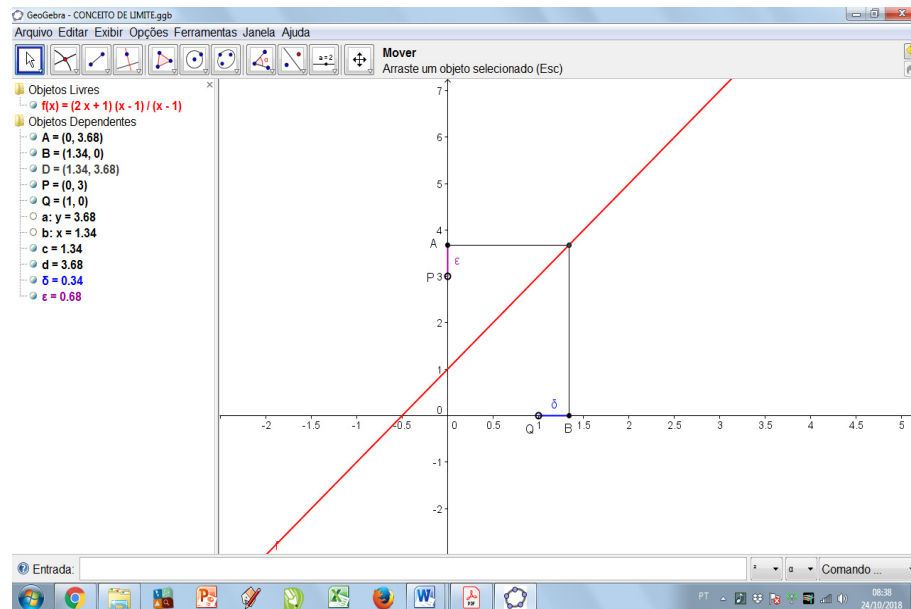 GeoGebra - CONCEITO DE LIMITE.ggb
Arquivo Editar Exibir Opções Ferramentas Janela Ajuda
a=2
Mover
Arraste um objeto selecionado (Esc)
Objetos Livres
f(x) = (2 x + 1) (x - 1) / (x - 1)
Objetos Dependentes
A = (0, 3.68)
B = (1.34, 0)
D = (1.34, 3.68)
P = (0, 3)
Q = (1, 0)
a: y = 3.68
b: x = 1.34
c = 1.34
d = 3.68
δ = 0.34
ε = 0.68
7
6
5
4
A
ε
P 3
2
1
0
δ
-2 -1.5 -1 -0.5 0 0.5 1 1.5 2 2.5 3 3.5 4 4.5 5
Q B
-1
-2
f
Entrada:
² α Comando ...
PT 08:38
24/10/2018